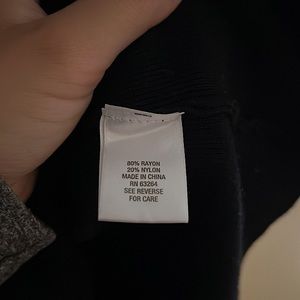 80% RAYON
20% NYLON
MADE IN CHINA
RN 63264
SEE REVERSE
FOR CARE